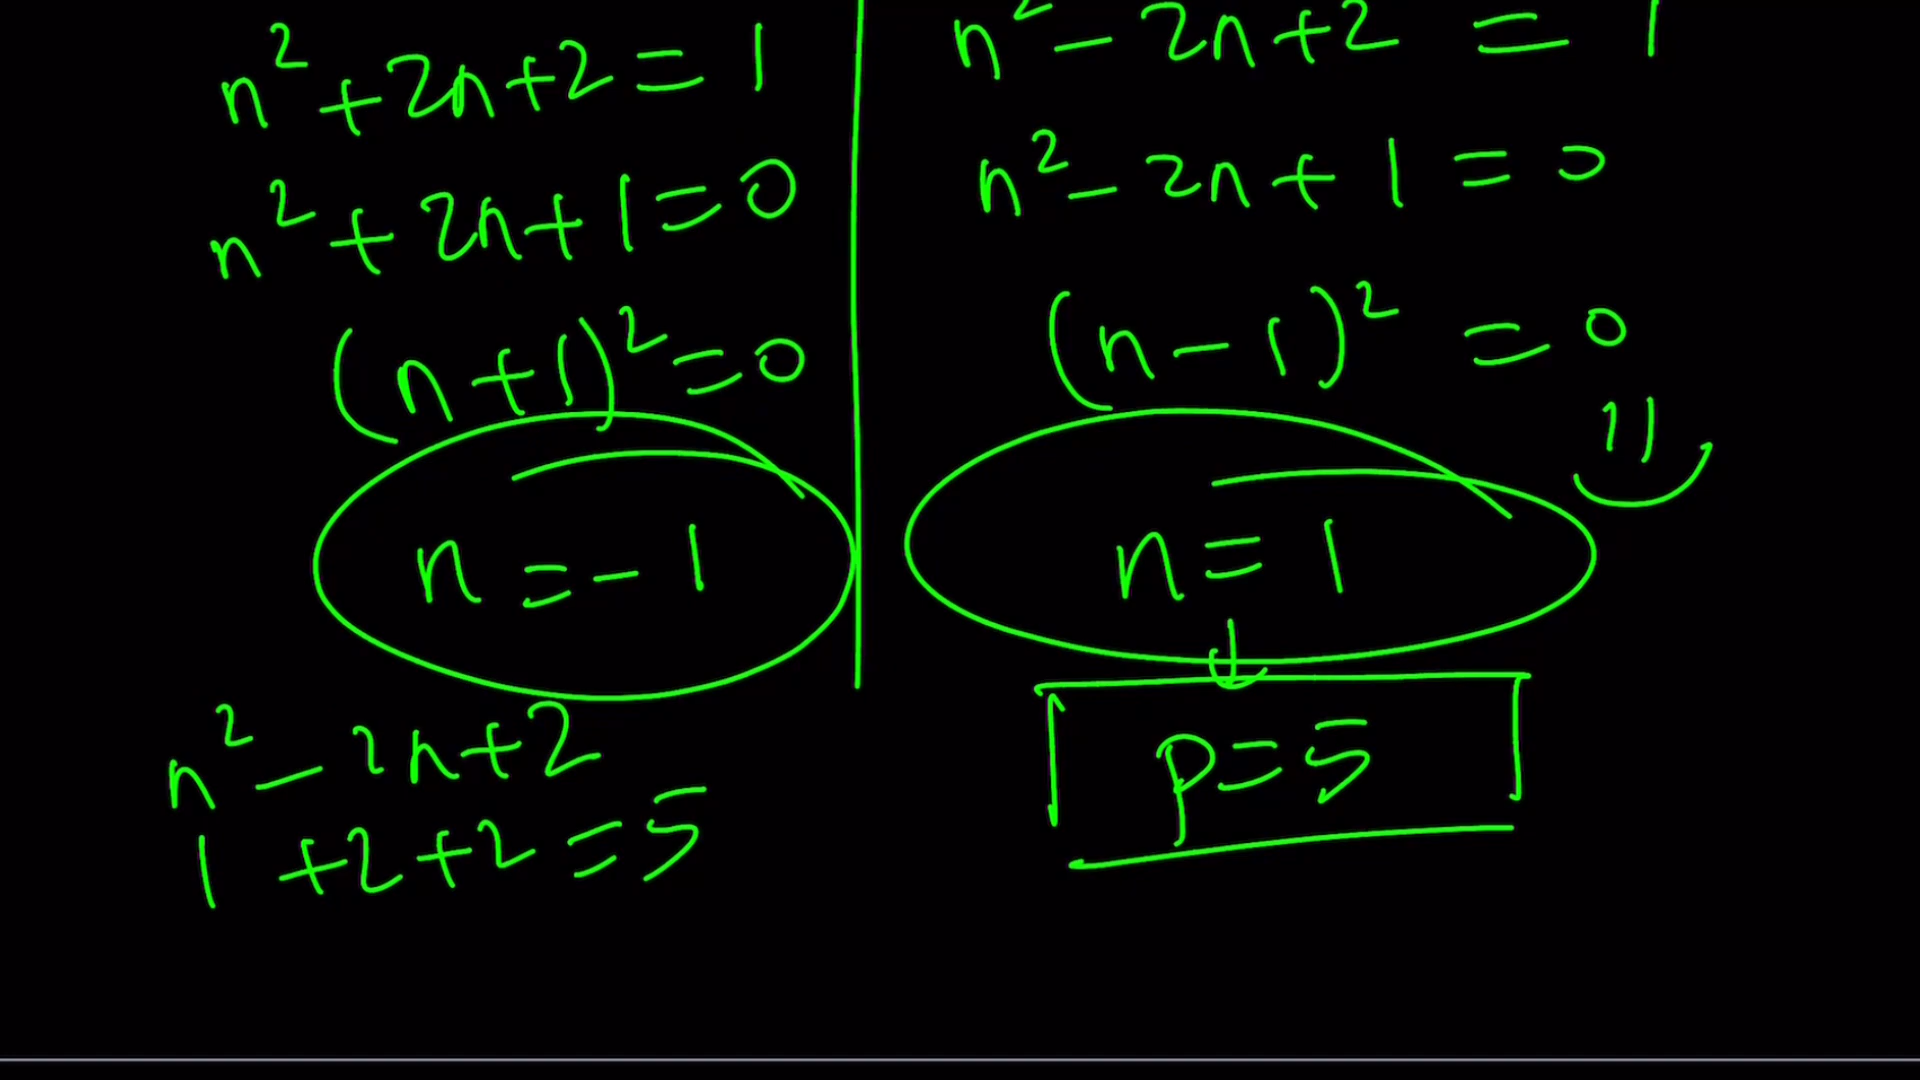 n²+2n+2=1
n²+2n+1=0
(n+1)²=0
n=-1
n²-2n+2
1+2+2=5
n²-2n+2=1
n²-2n+1=0
(n-1)²=0
n=1
p=5